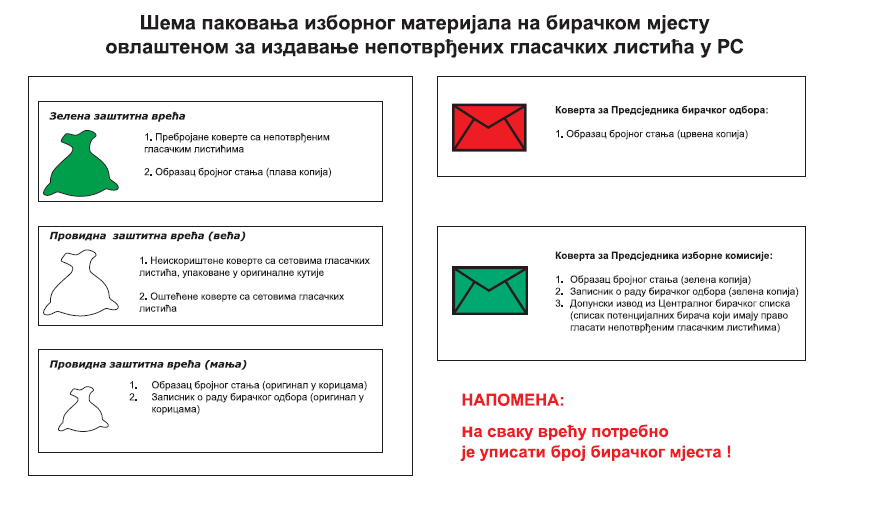 Шема паковања изборног материјала на бирачком мјесту
овлаштеном за издавање непотврђених гласачких листића у РС
Зелена заштитна врећа
1. Пребројане коверте са непотврђеним
гласачким листићима
2. Образац бројног стања (плава копија)
Провидна заштитна врећа (већа)
1. Неискориштене коверте са сетовима гласачких
листића, упаковане у оригиналне кутије
2. Оштећене коверте са сетовима гласачких
листића
Провидна заштитна врећа (мања)
1. Образац бројног стања (оригинал у корицама)
2. Записник о раду бирачког одбора (оригинал у
корицама)
Коверта за Предсједника бирачког одбора:
1. Образац бројног стања (црвена копија)
Коверта за Предсједника изборне комисије:
1. Образац бројног стања (зелена копија)
2. Записник о раду бирачког одбора (зелена копија)
3. Допунски извод из Централног бирачког списка
(списак потенцијалних бирача који имају право
гласати непотврђеним гласачким листићима)
НАПОМЕНА:
На сваку врећу потребно
је уписати број бирачког мјеста !